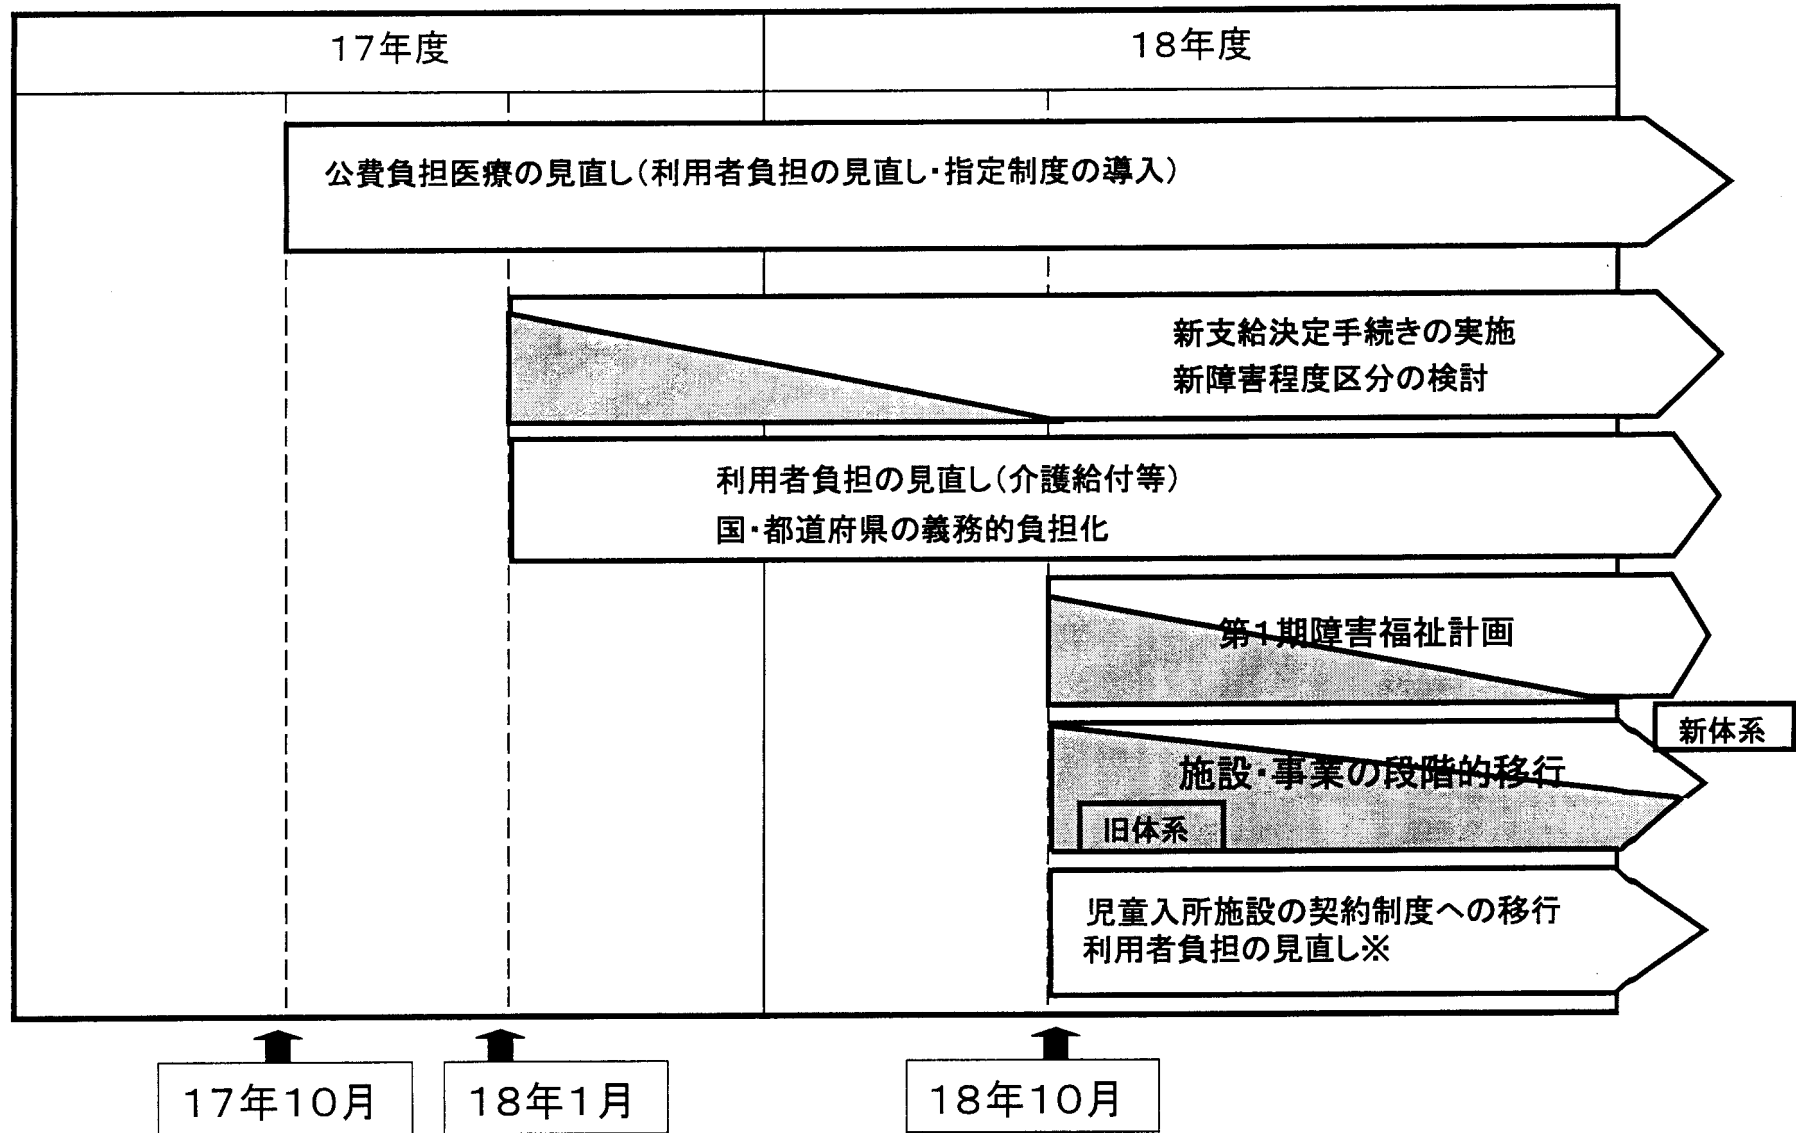 17年度
18年度
公費負担医療の見直し(利用者負担の見直し・指定制度の導入)
新支給決定手続きの実施
新障害程度区分の検討
利用者負担の見直し(介護給付等)
国・都道府県の義務的負担化
第1期障害福祉計画
新体系
施設・事業の段階的移行
旧体系
児童入所施設の契約制度への移行
利用者負担の見直し※
17年10月
18年1月
18年10月